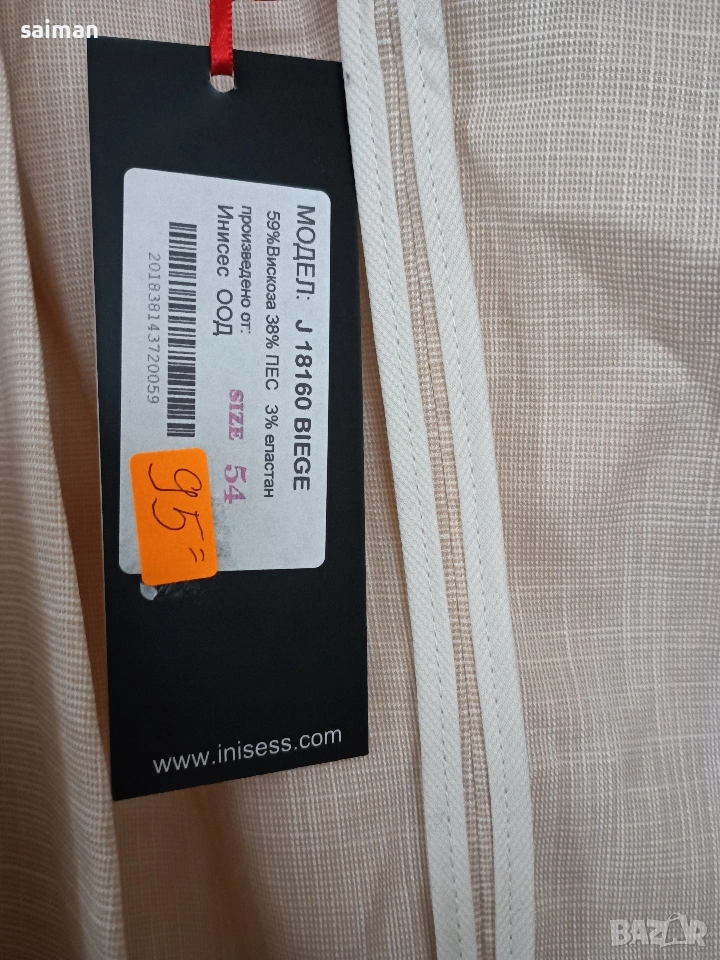 saiman
МОДЕЛ: J 18160 BIEGE
59%Вискоза 38% ПЕС 3% еластан
произведено от:
Инисес ООД
SIZE 54
201838143720059
95=
www.inisess.com
BAZAR